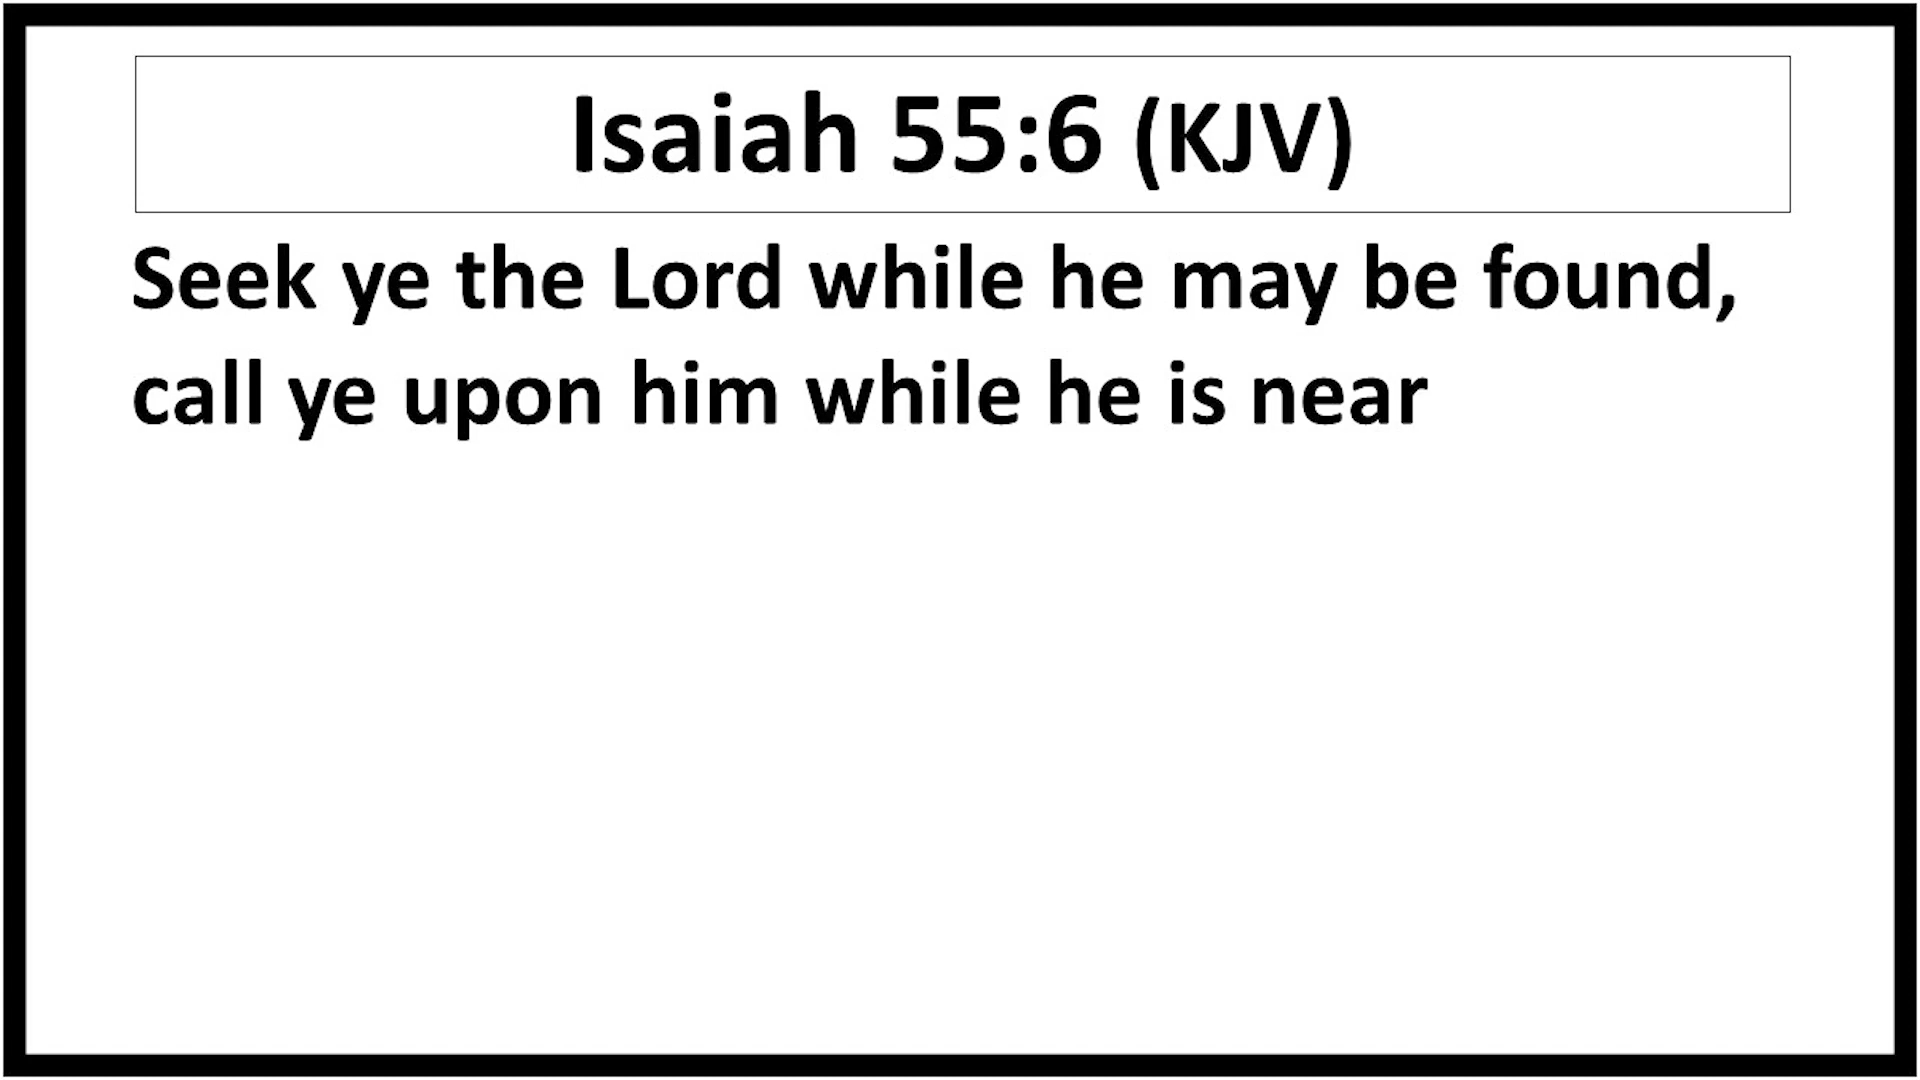 Isaiah 55:6 (KJV)
Seek ye the Lord while he may be found,
call ye upon him while he is near